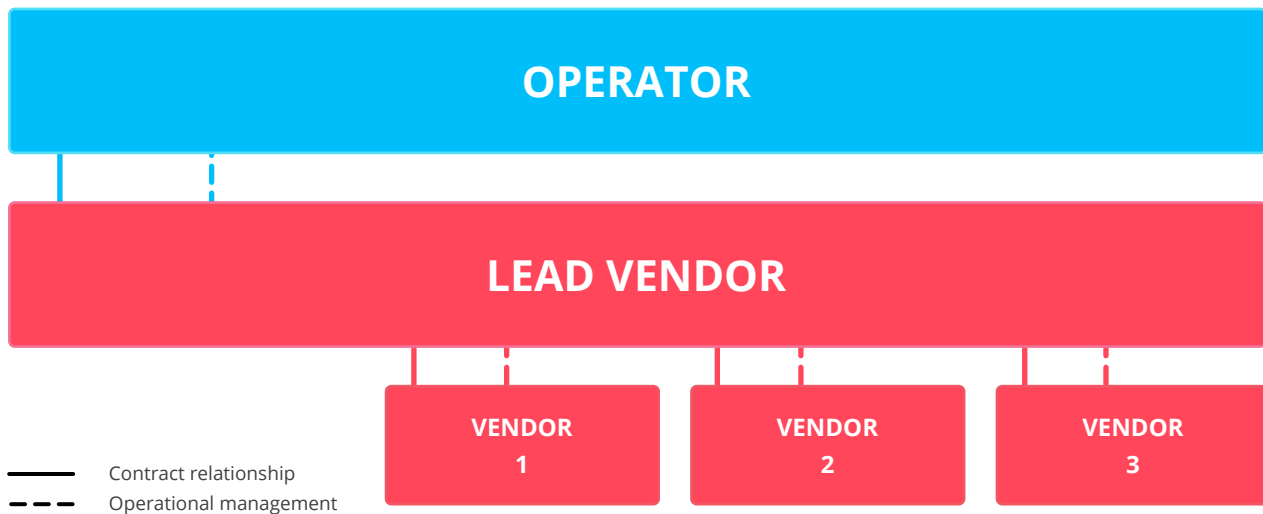 OPERATOR
LEAD VENDOR
VENDOR
1
VENDOR
2
VENDOR
3
Contract relationship
Operational management